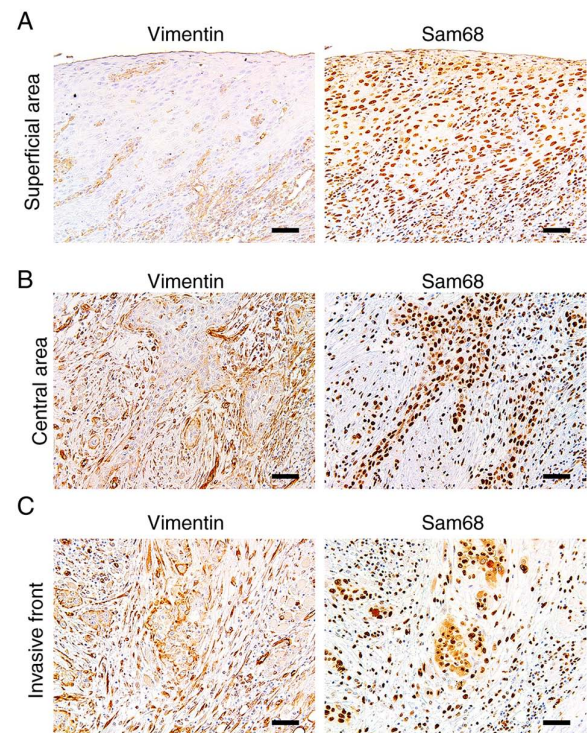 A
Vimentin
Sam68
Superficial area
B
Vimentin
Sam68
Central area
C
Vimentin
Sam68
Invasive front